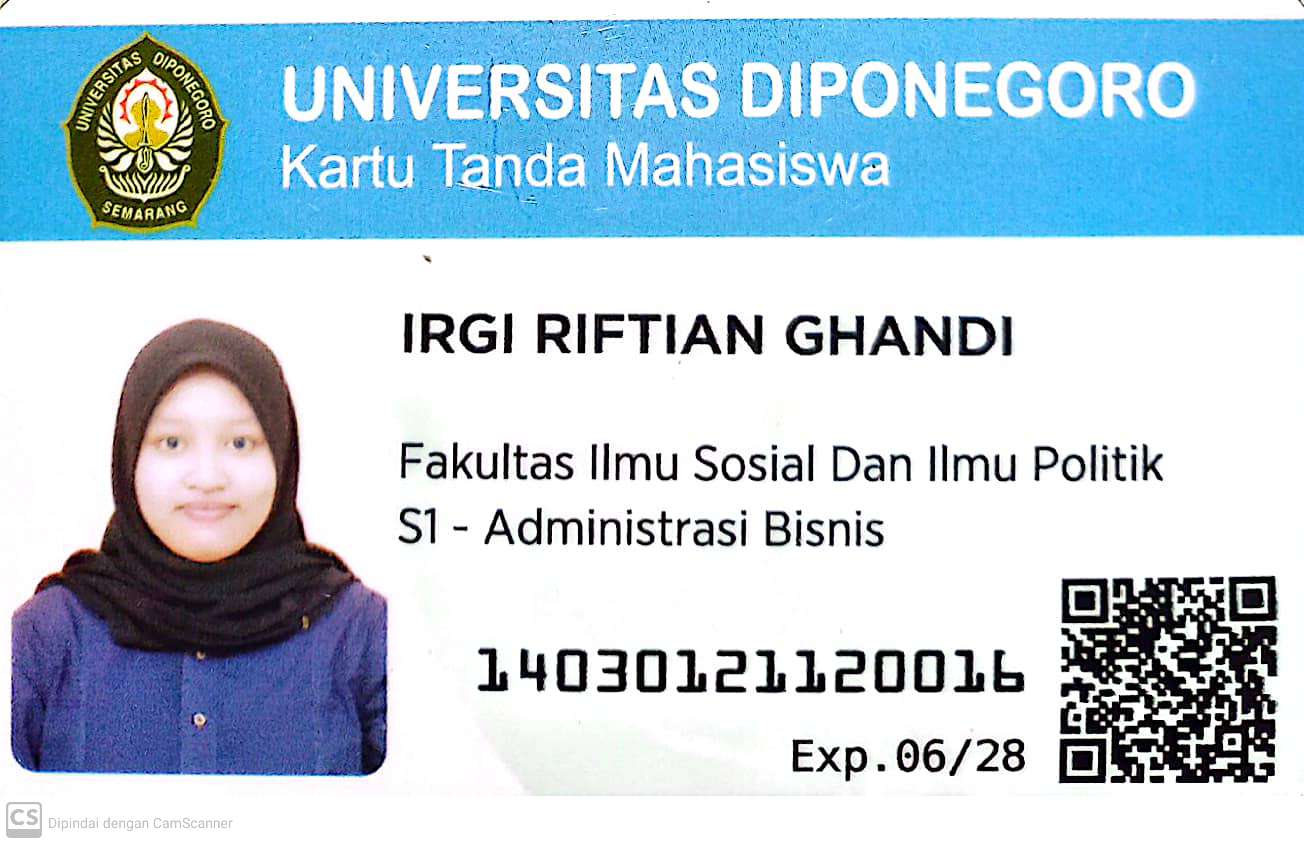 UNIVERSITAS DIPONEGORO
SEMARANG
UNIVERSITAS DIPONEGORO
Kartu Tanda Mahasiswa
IRGI RIFTIAN GHANDI
Fakultas Ilmu Sosial Dan Ilmu Politik
S1 - Administrasi Bisnis
14030121120016
Exp.06/28
CS Dipindai dengan CamScanner